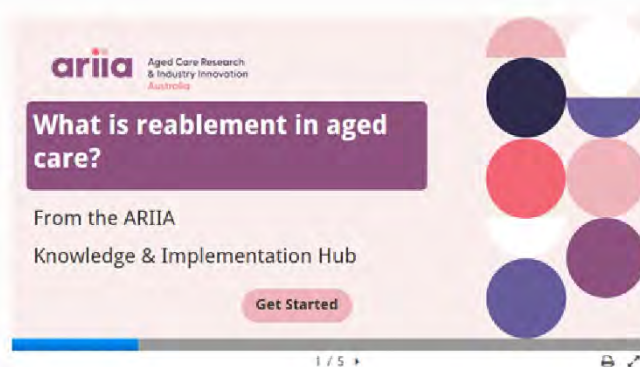 ariia
Aged Care Research
& Industry Innovation
Australia
What is reablement in aged
care?
From the ARIIA
Knowledge & Implementation Hub
Get Started
1 / 5